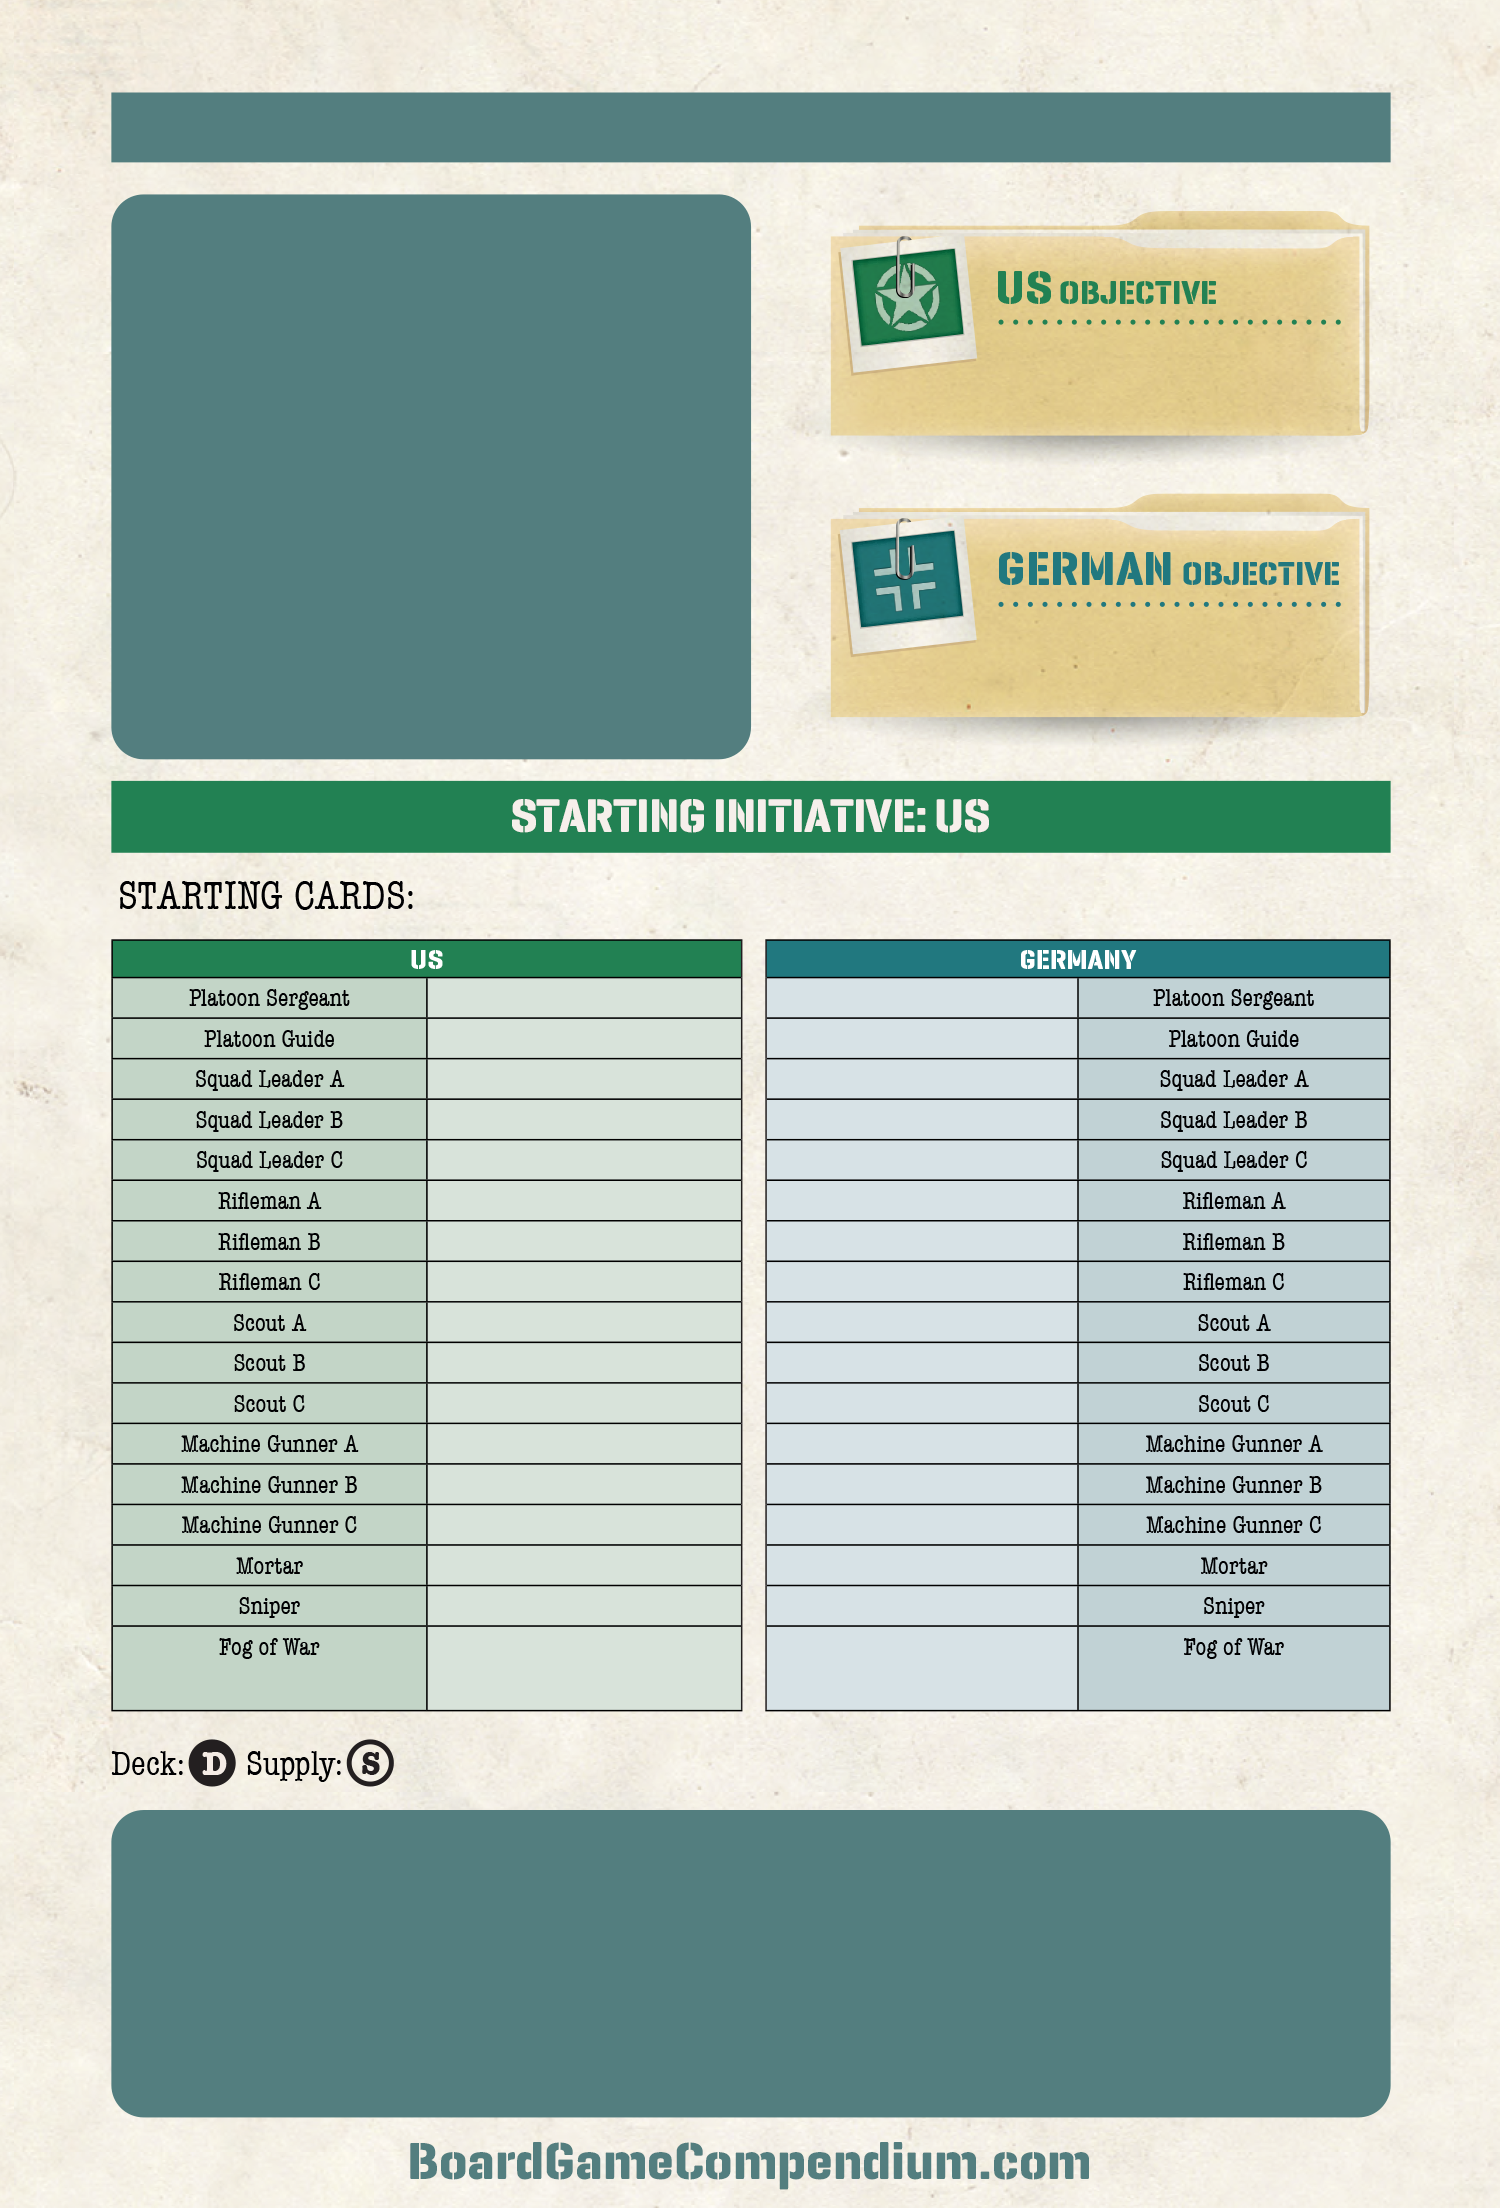 US OBJECTIVE
GERMAN OBJECTIVE
STARTING INITIATIVE: US
STARTING CARDS:
US
Platoon Sergeant
Platoon Guide
Squad Leader A
Squad Leader B
Squad Leader C
Rifleman A
Rifleman B
Rifleman C
Scout A
Scout B
Scout C
Machine Gunner A
Machine Gunner B
Machine Gunner C
Mortar
Sniper
Fog of War
GERMANY
Platoon Sergeant
Platoon Guide
Squad Leader A
Squad Leader B
Squad Leader C
Rifleman A
Rifleman B
Rifleman C
Scout A
Scout B
Scout C
Machine Gunner A
Machine Gunner B
Machine Gunner C
Mortar
Sniper
Fog of War
Deck: D Supply: S
BoardGameCompendium.com